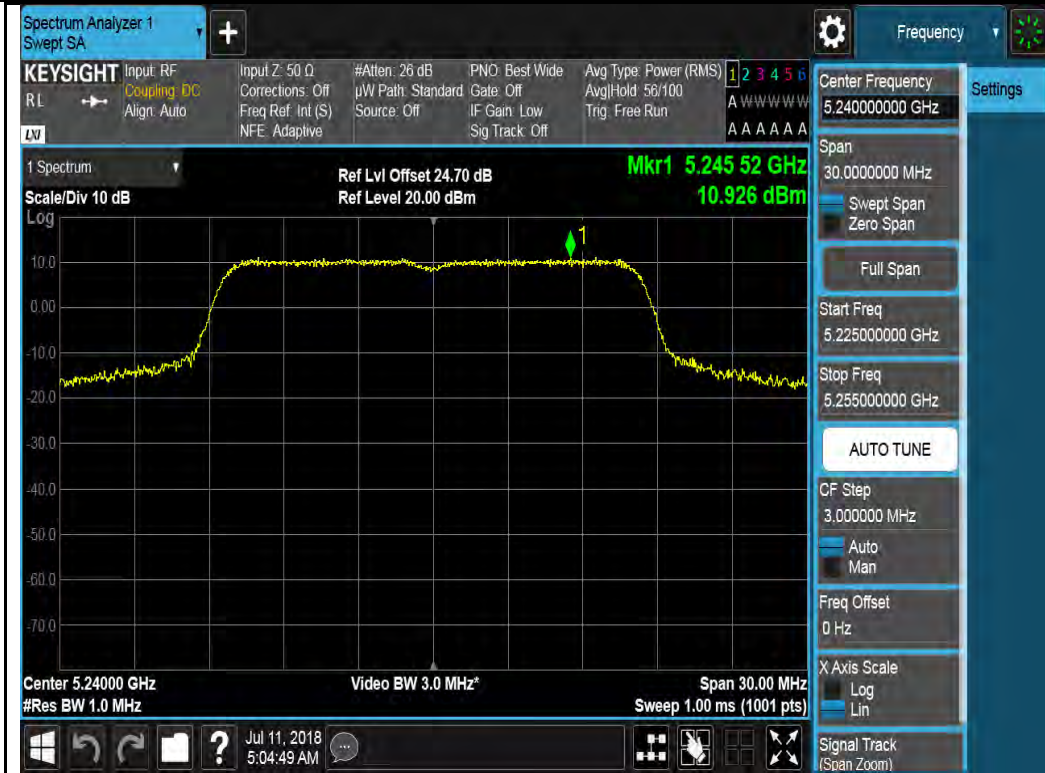 Spectrum Analyzer 1
Swept SA
+
Frequency
KEYSIGHT
RL
LXI
Input: RF
Coupling: DC
Align: Auto
Input Z: 50 Ω
Corrections: Off
Freq Ref: Int (S)
NFE: Adaptive
#Atten: 26 dB
µW Path: Standard
Source: Off
PNO: Best Wide
Gate: Off
IF Gain: Low
Sig Track: Off
Avg Type: Power (RMS)
Avg|Hold: 56/100
Trig: Free Run
1 2 3 4 5 6
A W W W W W
A A A A A A
1 Spectrum
Scale/Div 10 dB
Ref Lvl Offset 24.70 dB
Ref Level 20.00 dBm
Mkr1 5.245 52 GHz
10.926 dBm
Log
1
10.0
0.00
-10.0
-20.0
-30.0
-40.0
-50.0
-60.0
-70.0
Center 5.24000 GHz
#Res BW 1.0 MHz
Video BW 3.0 MHz*
Span 30.00 MHz
Sweep 1.00 ms (1001 pts)
?
Jul 11, 2018
5:04:49 AM
Center Frequency
5.240000000 GHz
Settings
Span
30.0000000 MHz
Swept Span
Zero Span
Full Span
Start Freq
5.225000000 GHz
Stop Freq
5.255000000 GHz
AUTO TUNE
CF Step
3.000000 MHz
Auto
Man
Freq Offset
0 Hz
X Axis Scale
Log
Lin
Signal Track
(Span Zoom)